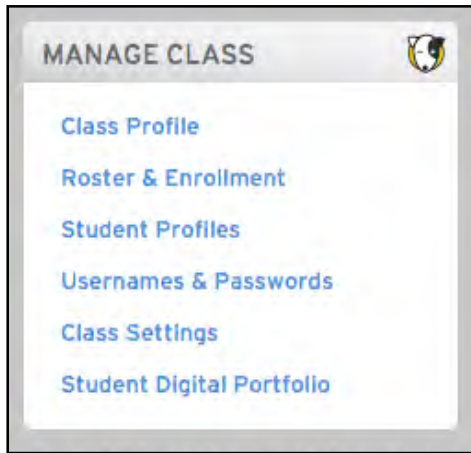 MANAGE CLASS
Class Profile
Roster & Enrollment
Student Profiles
Usernames & Passwords
Class Settings
Student Digital Portfolio